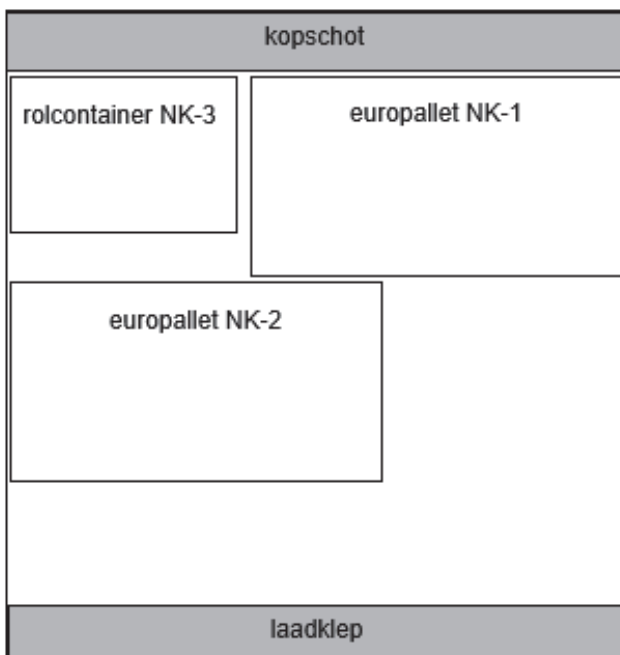 kopschot
rolcontainer NK-3
europallet NK-1
europallet NK-2
laadklep